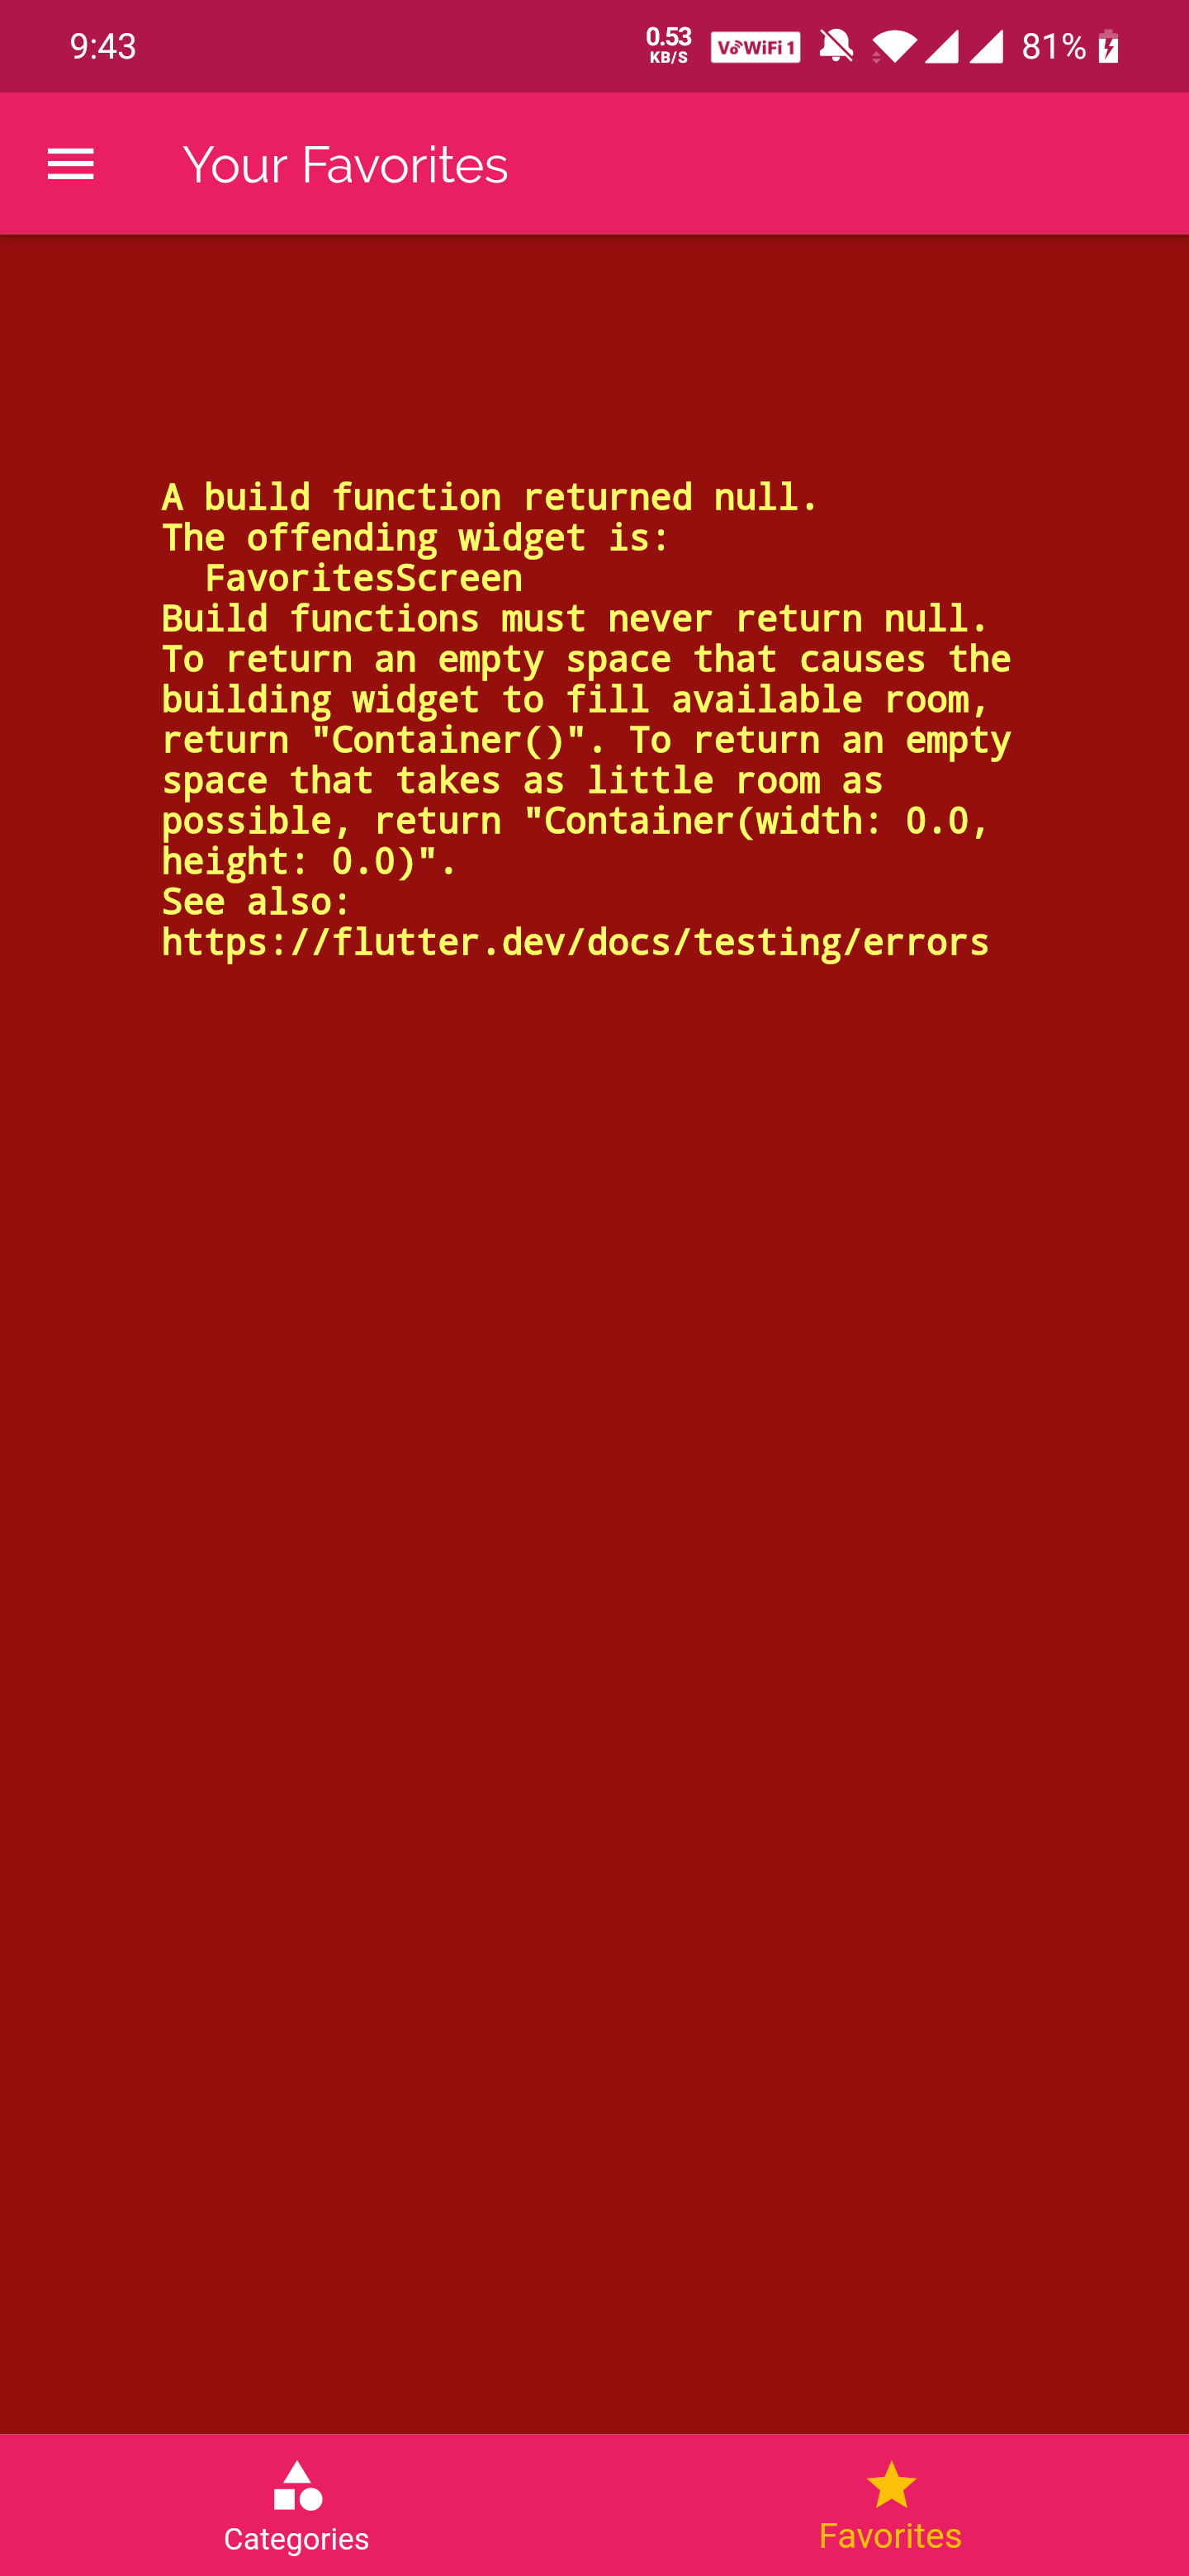 9:43
0.53
KB/S
VoWiFi 1
81%
Your Favorites
A build function returned null.
The offending widget is:
  FavoritesScreen
Build functions must never return null.
To return an empty space that causes the
building widget to fill available room,
return "Container()". To return an empty
space that takes as little room as
possible, return "Container(width: 0.0,
height: 0.0)".
See also:
https://flutter.dev/docs/testing/errors
Categories
Favorites